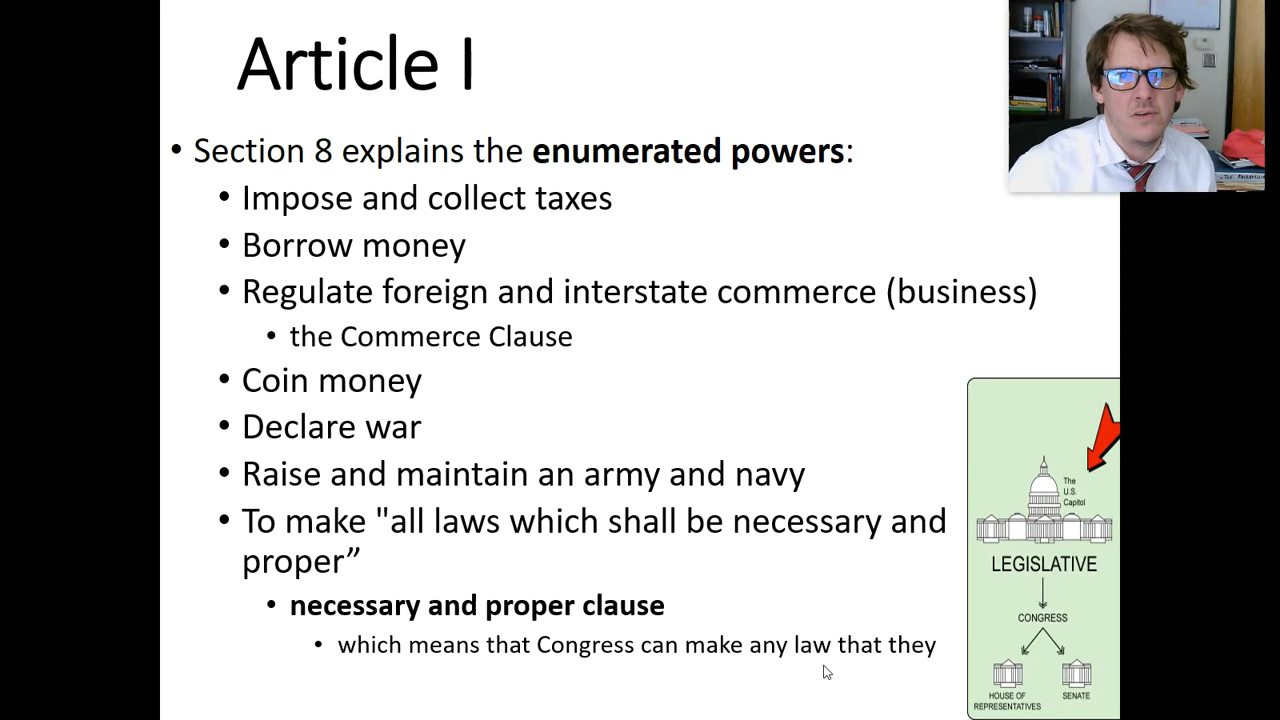 Article I
• Section 8 explains the enumerated powers:
• Impose and collect taxes
• Borrow money
• Regulate foreign and interstate commerce (business)
• the Commerce Clause
• Coin money
• Declare war
• Raise and maintain an army and navy
• To make "all laws which shall be necessary and
proper”
• necessary and proper clause
• which means that Congress can make any law that they
The
U.S.
Capitol
LEGISLATIVE
CONGRESS
HOUSE OF
REPRESENTATIVES
SENATE